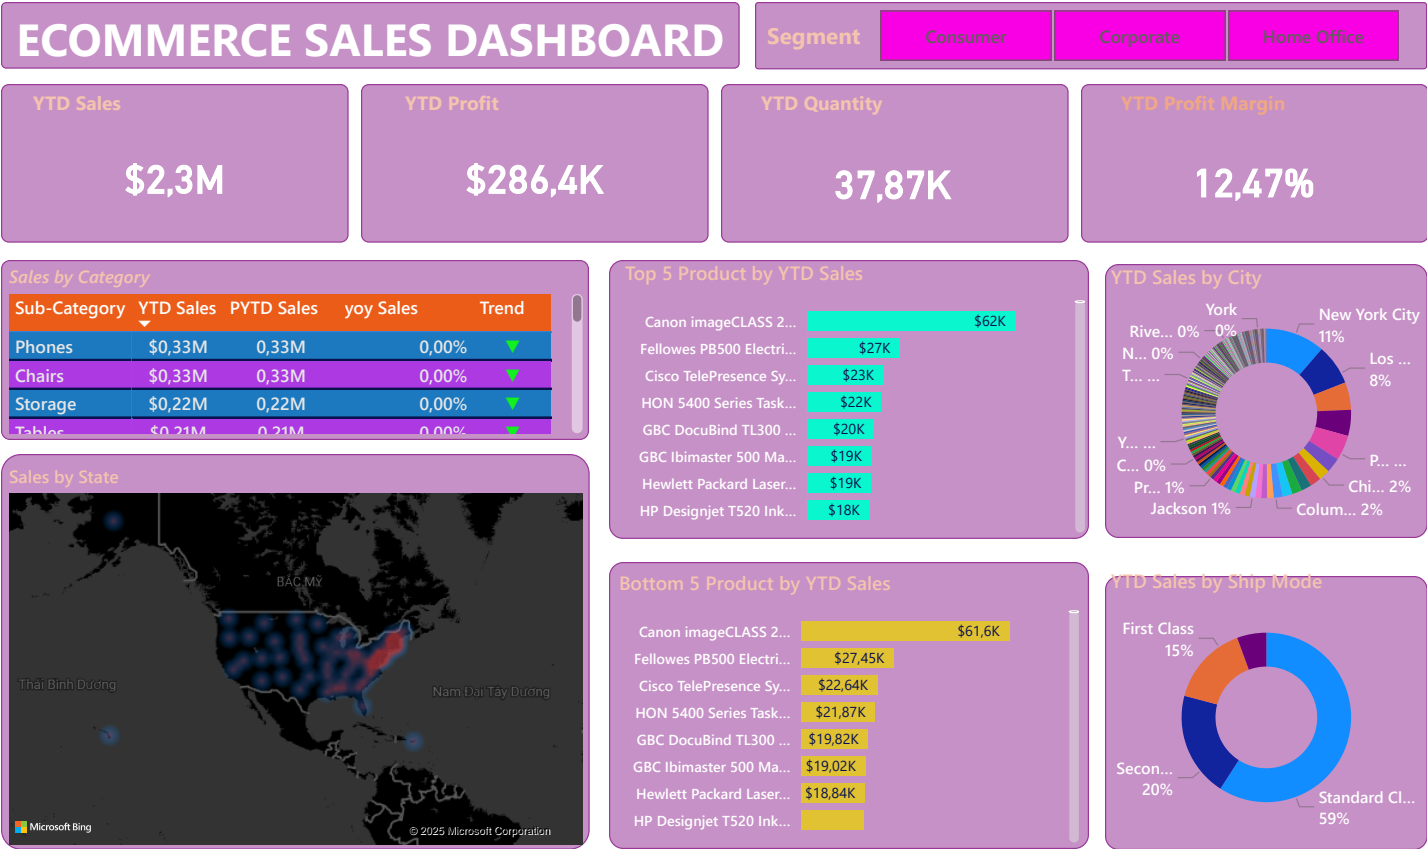 ECOMMERCE SALES DASHBOARD
Segment
Consumer
Corporate
Home Office
YTD Sales
$2,3M
YTD Profit
$286,4K
YTD Quantity
37,87K
YTD Profit Margin
12,47%
Sales by Category
Sub-Category YTD Sales PYTD Sales yoy Sales Trend
Phones $0,33M 0,33M 0,00%
Chairs $0,33M 0,33M 0,00%
Storage $0,22M 0,22M 0,00%
Tables $0,21M 0,21M 0,00%
Sales by State
BẮC MỸ
Thái Bình Dương
Nam Đại Tây Dương
Microsoft Bing
© 2025 Microsoft Corporation
Top 5 Product by YTD Sales
Canon imageCLASS 2... $62K
Fellowes PB500 Electri... $27K
Cisco TelePresence Sy... $23K
HON 5400 Series Task... $22K
GBC DocuBind TL300 ... $20K
GBC Ibimaster 500 Ma... $19K
Hewlett Packard Laser... $19K
HP Designjet T520 Ink... $18K
Bottom 5 Product by YTD Sales
Canon imageCLASS 2... $61,6K
Fellowes PB500 Electri... $27,45K
Cisco TelePresence Sy... $22,64K
HON 5400 Series Task... $21,87K
GBC DocuBind TL300 ... $19,82K
GBC Ibimaster 500 Ma... $19,02K
Hewlett Packard Laser... $18,84K
HP Designjet T520 Ink...
YTD Sales by City
York
0%
New York City
11%
Rive... 0%
N... 0%
Los ...
8%
T... ...
Y... ...
C... 0%
P... ...
Pr... 1%
Chi... 2%
Jackson 1%
Colum... 2%
YTD Sales by Ship Mode
First Class
15%
Secon...
20%
Standard Cl...
59%